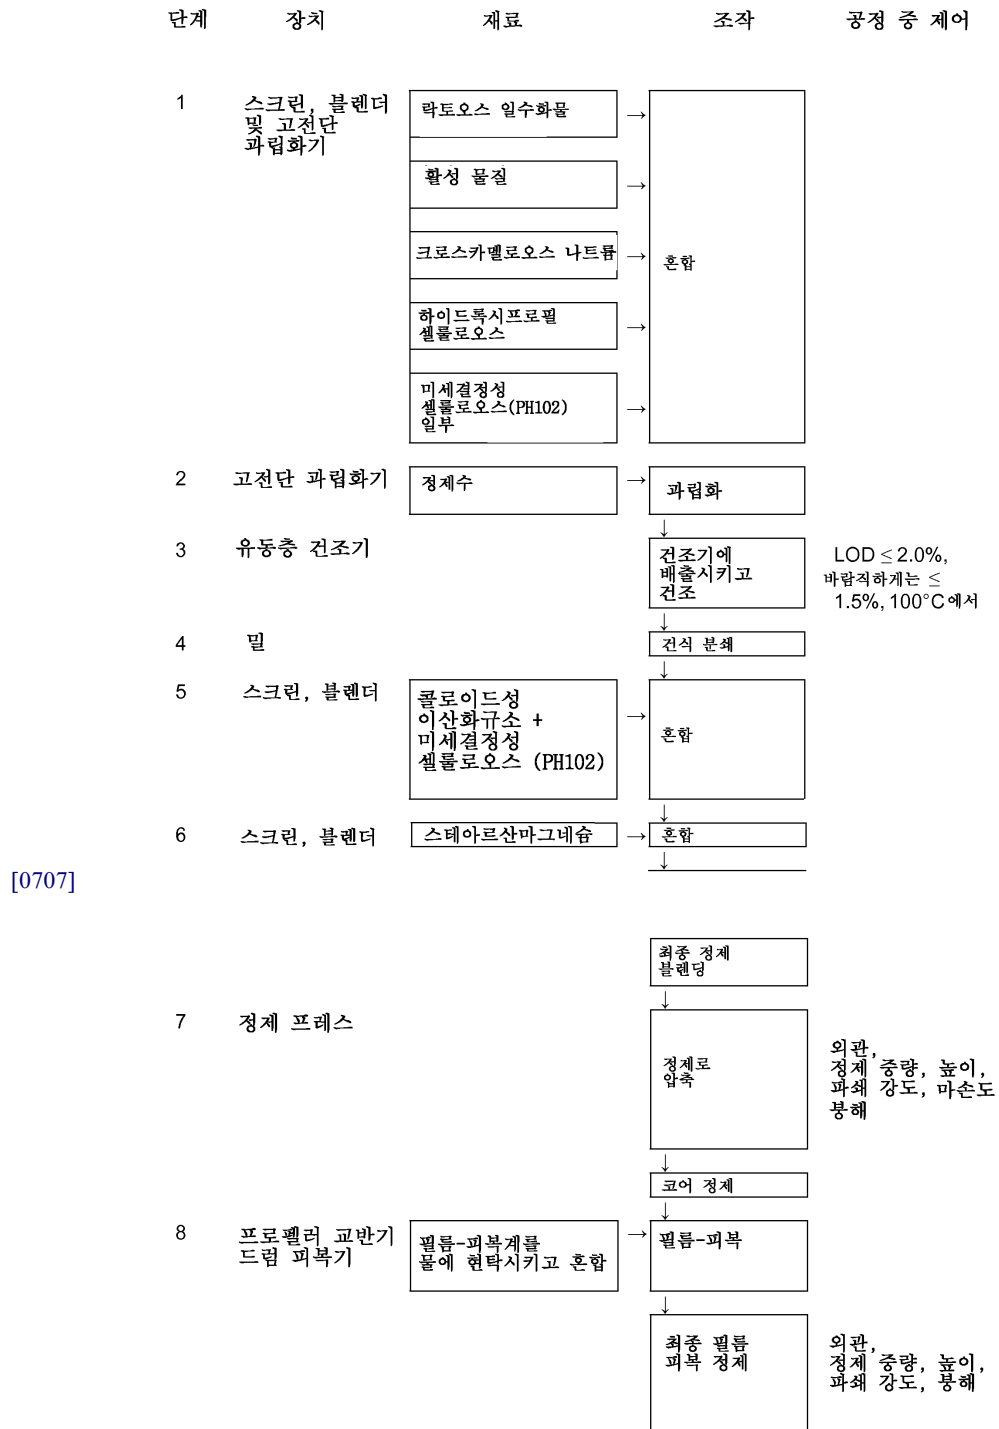 단계 장치 재료 조작 공정 중 제어
1 스크린, 블렌더
및 고전단
과립화기
락토오스 일수화물 →
활성 물질 →
크로스카멜로오스 나트륨 →
하이드록시프로필
셀룰로오스 →
미세결정성
셀룰로오스(PH102) →
일부
혼합
2 고전단 과립화기 정제수 → 과립화
↓
3 유동층 건조기 건조기에
배출시키고
건조
LOD ≤ 2.0%,
바람직하게는 ≤
1.5%, 100°C에서
↓
4 밀 건식 분쇄
↓
5 스크린, 블렌더 콜로이드성
이산화규소 + →
미세결정성
셀룰로오스 (PH102)
혼합
↓
6 스크린, 블렌더 스테아르산마그네슘 → 혼합
↓
[0707]
최종 정제
블렌딩
↓
7 정제 프레스 정제로
압축
외관,
정제 중량, 높이,
파쇄 강도, 마손도
붕해
↓
코어 정제
↓
8 프로펠러 교반기
드럼 피복기
필름-피복계를
물에 현탁시키고 혼합
→ 필름-피복
↓
최종 필름
피복 정제
외관,
정제 중량, 높이,
파쇄 강도, 붕해